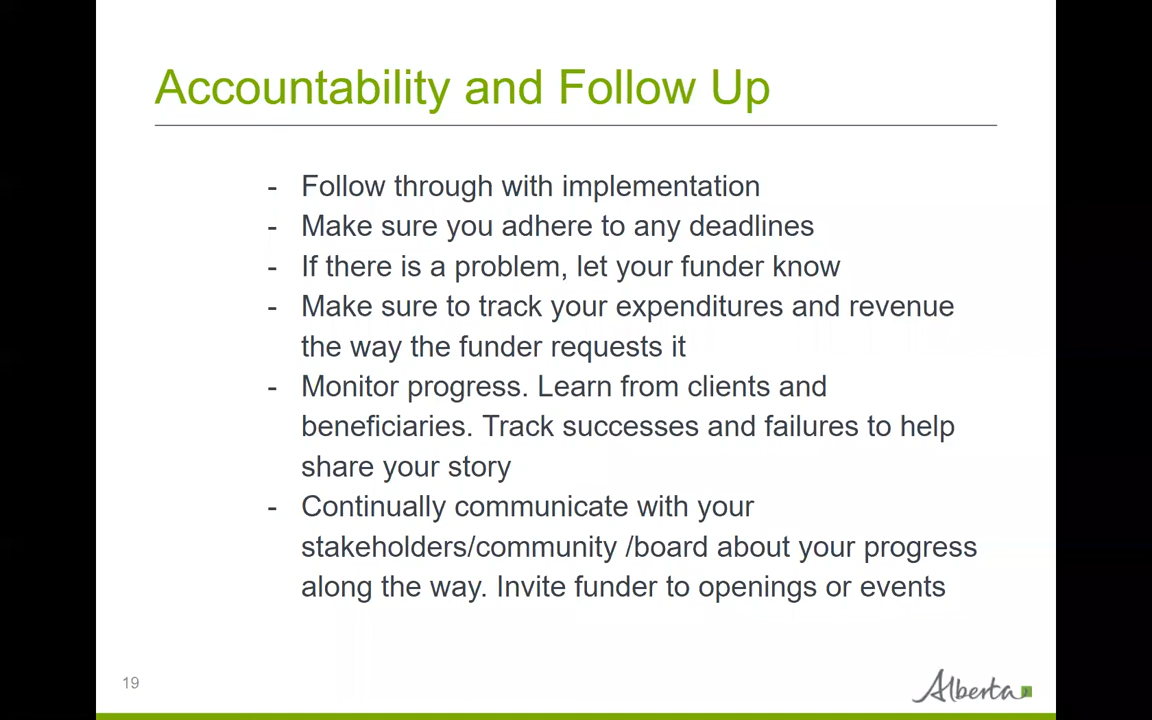 Accountability and Follow Up
- Follow through with implementation
- Make sure you adhere to any deadlines
- If there is a problem, let your funder know
- Make sure to track your expenditures and revenue
the way the funder requests it
- Monitor progress. Learn from clients and
beneficiaries. Track successes and failures to help
share your story
- Continually communicate with your
stakeholders/community /board about your progress
along the way. Invite funder to openings or events
19
Alberta